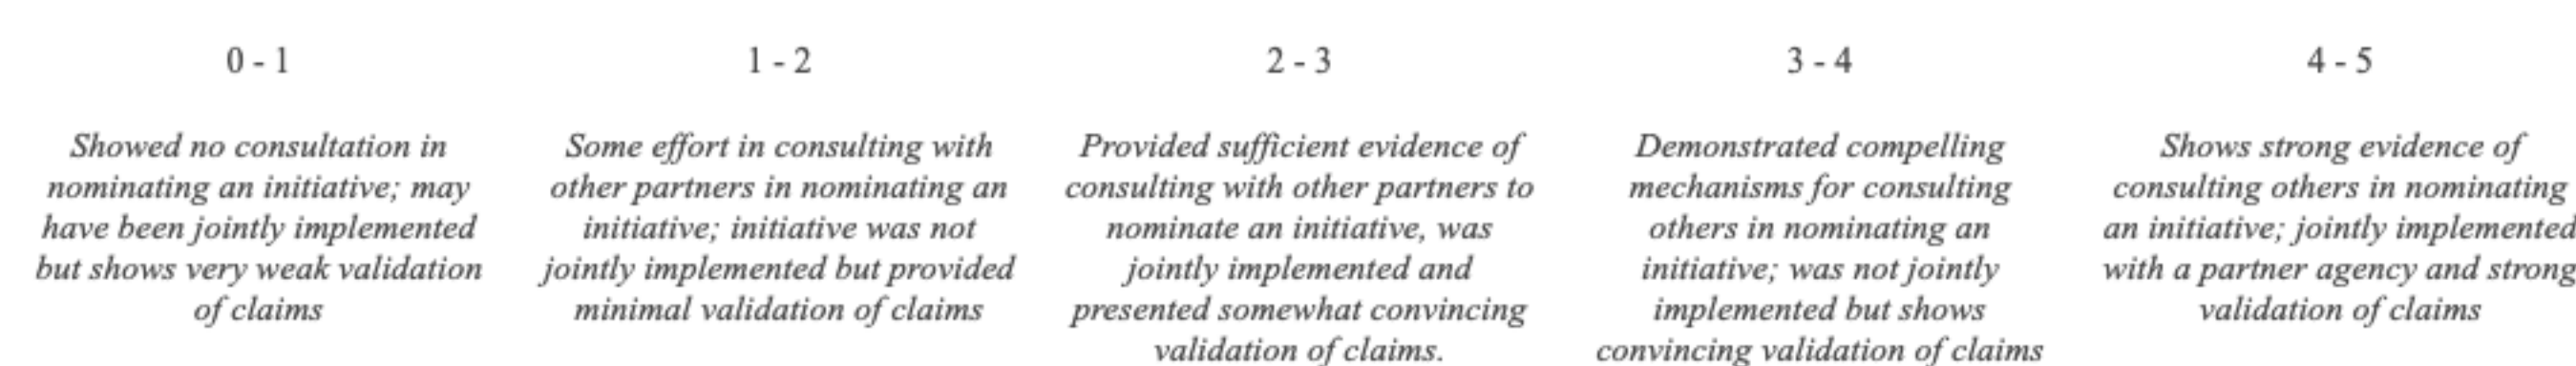 0 - 1
Showed no consultation in
nominating an initiative; may
have been jointly implemented
but shows very weak validation
of claims
1 - 2
Some effort in consulting with
other partners in nominating an
initiative; initiative was not
jointly implemented but provided
minimal validation of claims
2 - 3
Provided sufficient evidence of
consulting with other partners to
nominate an initiative, was
jointly implemented and
presented somewhat convincing
validation of claims.
3 - 4
Demonstrated compelling
mechanisms for consulting
others in nominating an
initiative; was not jointly
implemented but shows
convincing validation of claims
4 - 5
Shows strong evidence of
consulting others in nominating
an initiative; jointly implemented
with a partner agency and strong
validation of claims